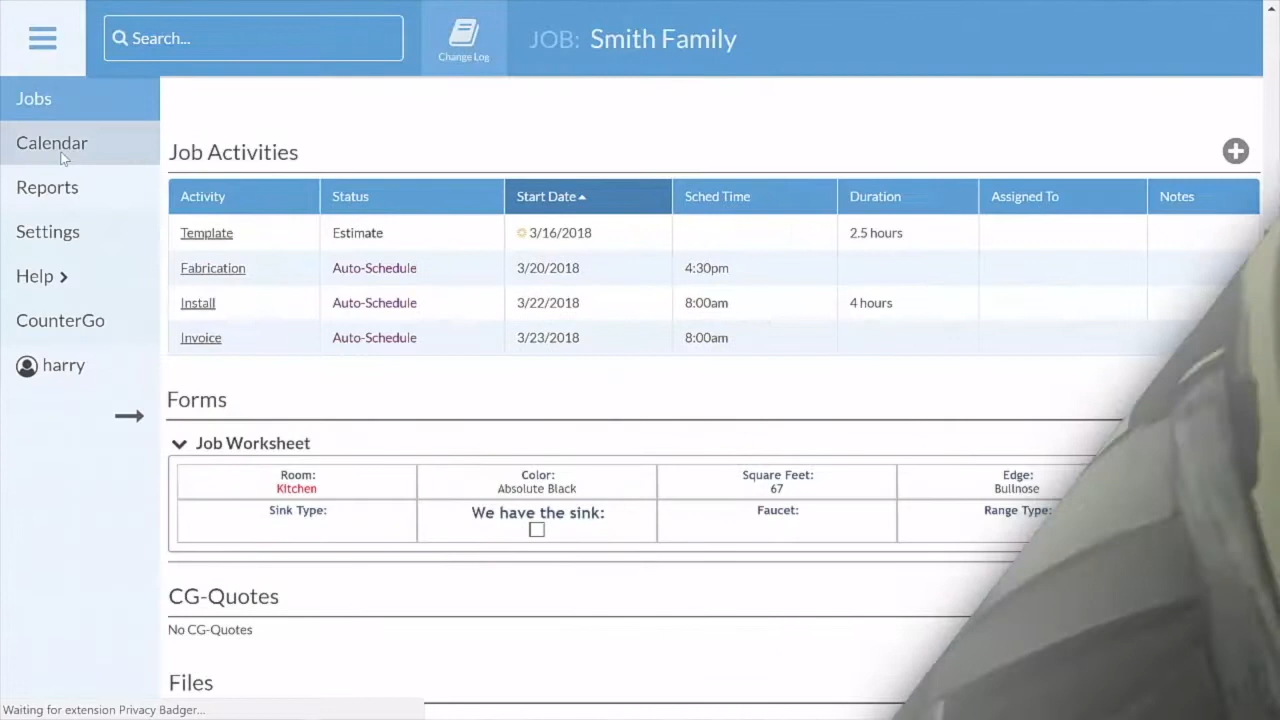 Search...
Change Log
JOB: Smith Family
Jobs
Calendar
Reports
Settings
Help
CounterGo
harry
Job Activities
Activity Status Start Date Sched Time Duration Assigned To Notes
Template Estimate 3/16/2018 2.5 hours
Fabrication Auto-Schedule 3/20/2018 4:30pm
Install Auto-Schedule 3/22/2018 8:00am 4 hours
Invoice Auto-Schedule 3/23/2018 8:00am
Forms
Job Worksheet
Room: Color: Square Feet: Edge:
Kitchen Absolute Black 67 Bullnose
Sink Type: We have the sink: Faucet: Range Type:
CG-Quotes
No CG-Quotes
Files
Waiting for extension Privacy Badger...